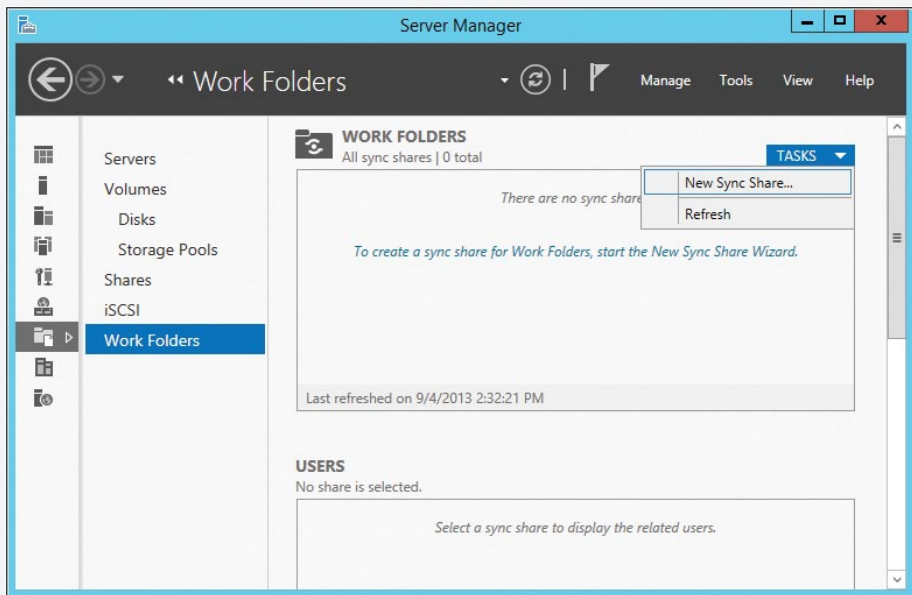 Server Manager
Work Folders
Manage Tools View Help
Servers
Volumes
Disks
Storage Pools
Shares
iSCSI
Work Folders
WORK FOLDERS
All sync shares | 0 total
TASKS
New Sync Share...
Refresh
There are no sync share
To create a sync share for Work Folders, start the New Sync Share Wizard.
Last refreshed on 9/4/2013 2:32:21 PM
USERS
No share is selected.
Select a sync share to display the related users.